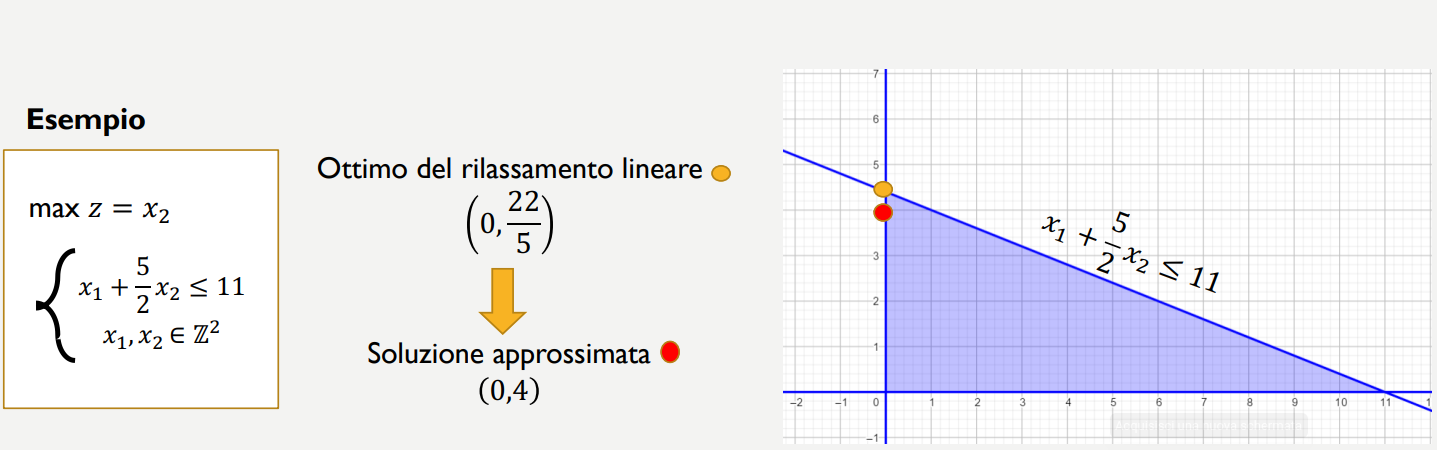 Esempio
max z = x₂
x₁ + 5/2 x₂ ≤ 11
x₁, x₂ ∈ ℤ²
Ottimo del rilassamento lineare
(0, 22/5)
Soluzione approssimata
(0,4)
7
6
5
3
2
1
−1
−2 −1 0 1 2 3 4 5 6 7 8 9 10 11 1
x₁ + 5/2 x₂ ≤ 11